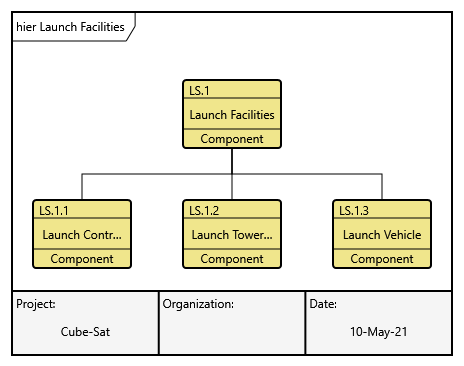 hier Launch Facilities
LS.1
Launch Facilities
Component
LS.1.1
Launch Contr...
Component
LS.1.2
Launch Tower...
Component
LS.1.3
Launch Vehicle
Component
Project:
Cube-Sat
Organization:
Date:
10-May-21